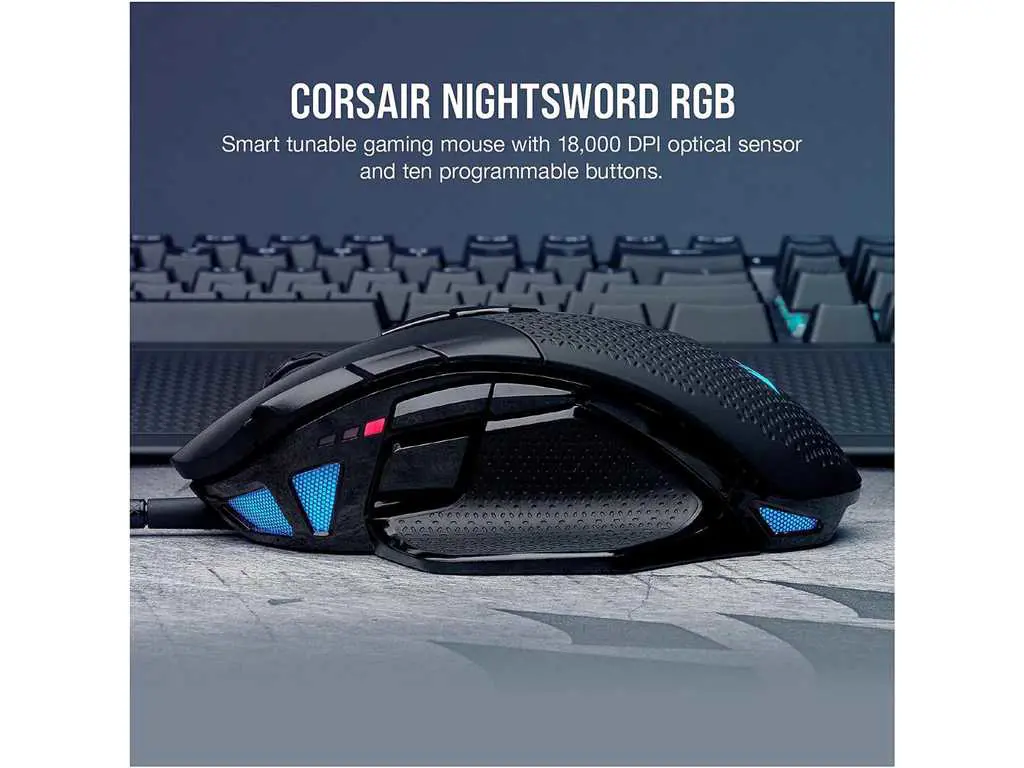 CORSAIR NIGHTSWORD RGB
Smart tunable gaming mouse with 18,000 DPI optical sensor
and ten programmable buttons.